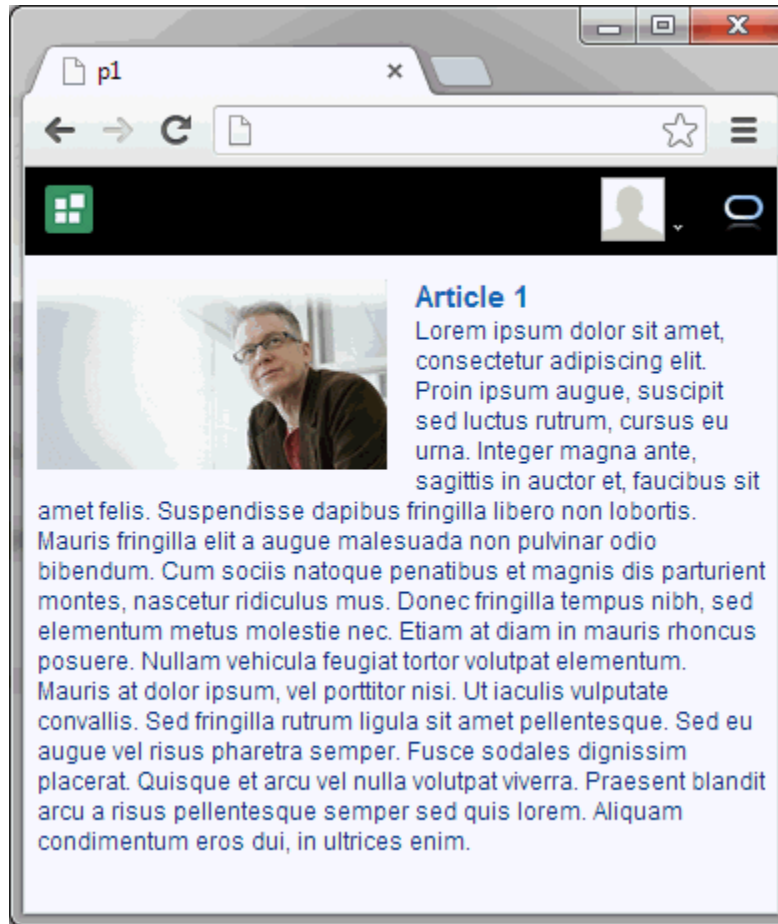 p1
Article 1
Lorem ipsum dolor sit amet,
consectetur adipiscing elit.
Proin ipsum augue, suscipit
sed luctus rutrum, cursus eu
urna. Integer magna ante,
sagittis in auctor et, faucibus sit
amet felis. Suspendisse dapibus fringilla libero non lobortis.
Mauris fringilla elit a augue malesuada non pulvinar odio
bibendum. Cum sociis natoque penatibus et magnis dis parturient
montes, nascetur ridiculus mus. Donec fringilla tempus nibh, sed
elementum metus molestie nec. Etiam at diam in mauris rhoncus
posuere. Nullam vehicula feugiat tortor volutpat elementum.
Mauris at dolor ipsum, vel porttitor nisi. Ut iaculis vulputate
convallis. Sed fringilla rutrum ligula sit amet pellentesque. Sed eu
augue vel risus pharetra semper. Fusce sodales dignissim
placerat. Quisque et arcu vel nulla volutpat viverra. Praesent blandit
arcu a risus pellentesque semper sed quis lorem. Aliquam
condimentum eros dui, in ultrices enim.